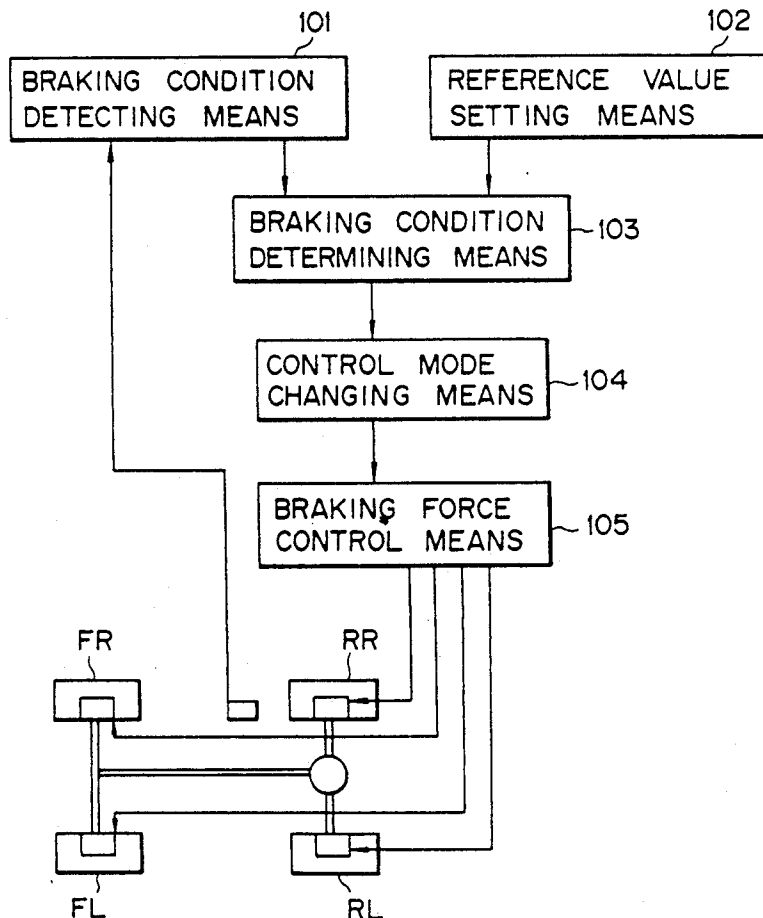 101
102
BRAKING CONDITION
DETECTING MEANS
REFERENCE VALUE
SETTING MEANS
BRAKING CONDITION
DETERMINING MEANS
103
CONTROL MODE
CHANGING MEANS
104
BRAKING FORCE
CONTROL MEANS
105
FR
RR
FL
RL